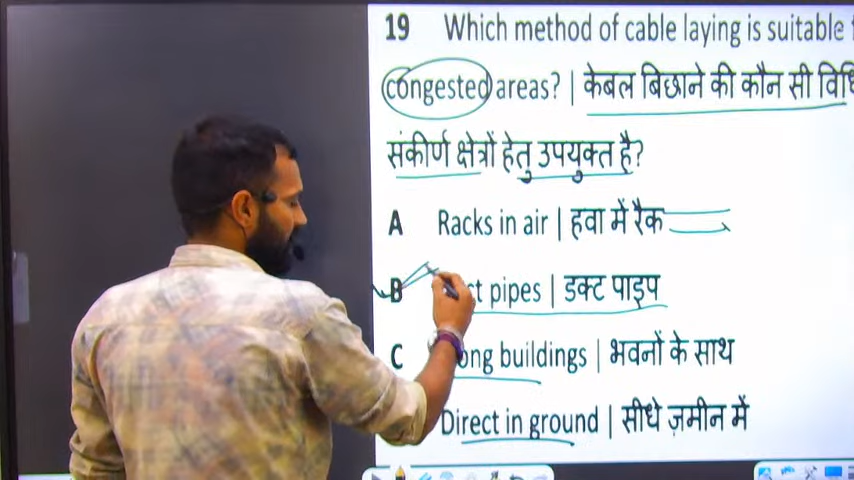 19 Which method of cable laying is suitable
congested areas? | केबल बिछाने की कौन सी विधि
संकीर्ण क्षेत्रों हेतु उपयुक्त है?
A Racks in air | हवा में रैक
B pipes | डक्ट पाइप
C buildings | भवनों के साथ
Direct in ground | सीधे ज़मीन में